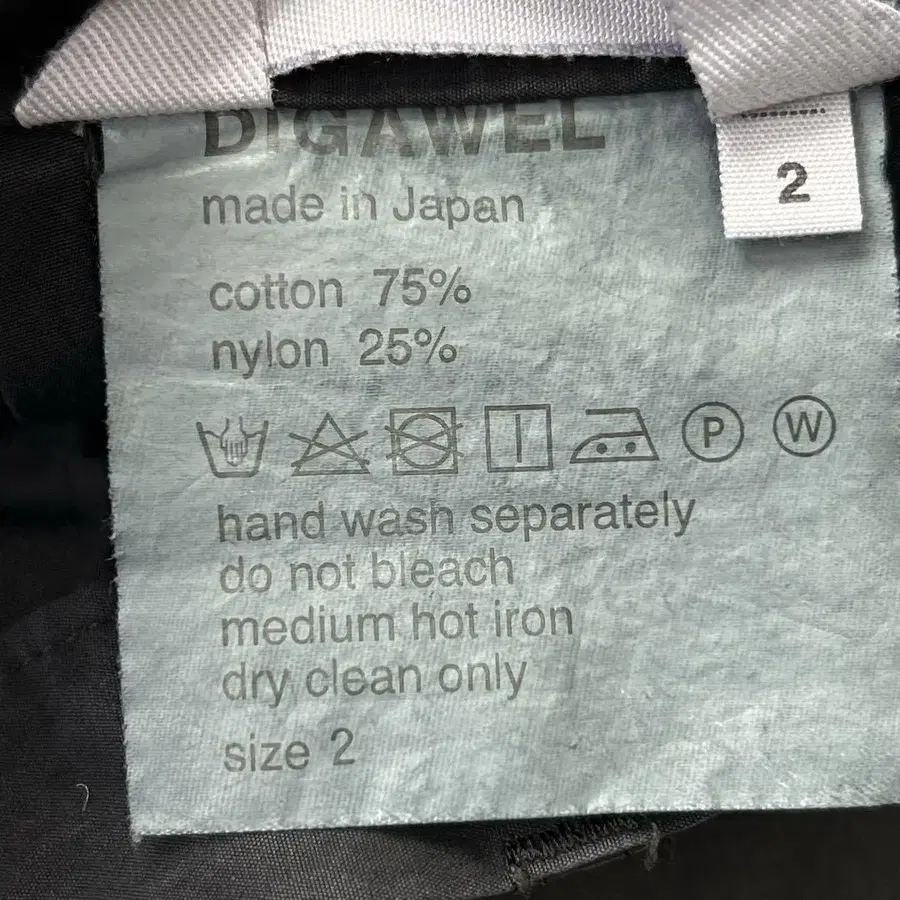 DIGAWEL
2
made in Japan
cotton 75%
nylon 25%
P W
hand wash separately
do not bleach
medium hot iron
dry clean only
size 2